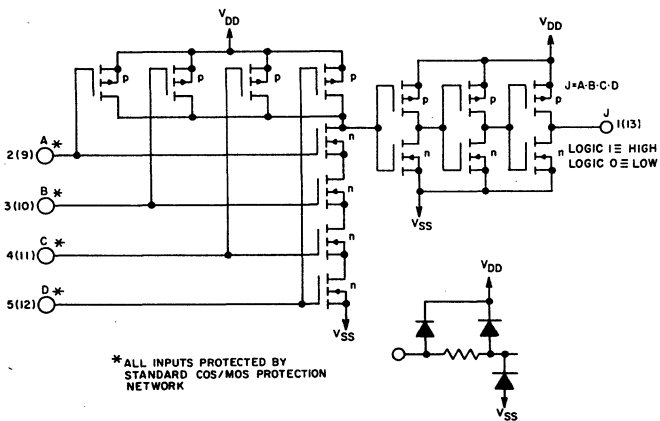 VDD
VDD
p
p
p
p
p
p
p
J=A·B·C·D
J
1(13)
A *
2(9)
n
n
n
n
LOGIC 1≡ HIGH
LOGIC 0≡ LOW
B *
3(10)
n
VSS
C *
4(11)
n
D *
5(12)
n
VSS
VDD
*ALL INPUTS PROTECTED BY
STANDARD COS/MOS PROTECTION
NETWORK
VSS